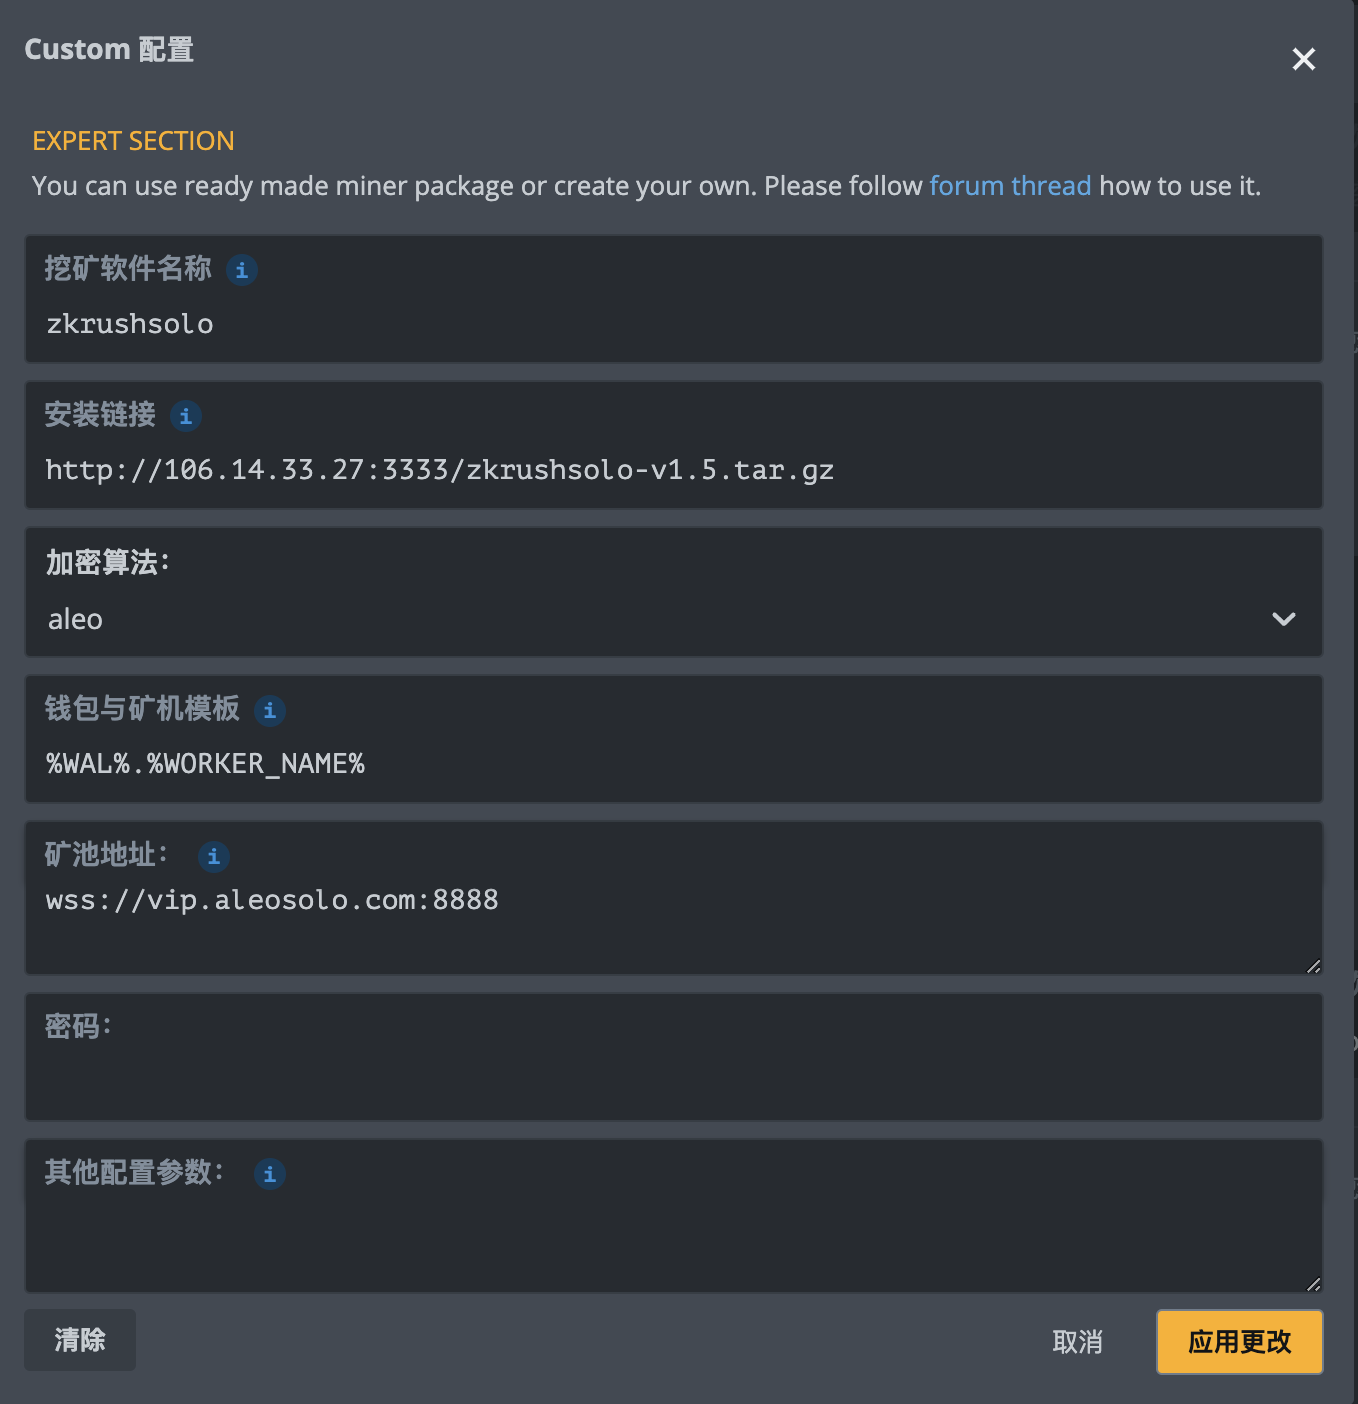 Custom 配置
EXPERT SECTION
You can use ready made miner package or create your own. Please follow forum thread how to use it.
挖矿软件名称
zkrushsolo
安装链接
http://106.14.33.27:3333/zkrushsolo-v1.5.tar.gz
加密算法：
aleo
钱包与矿机模板
%WAL%.%WORKER_NAME%
矿池地址：
wss://vip.aleosolo.com:8888
密码：
其他配置参数：
清除
取消
应用更改